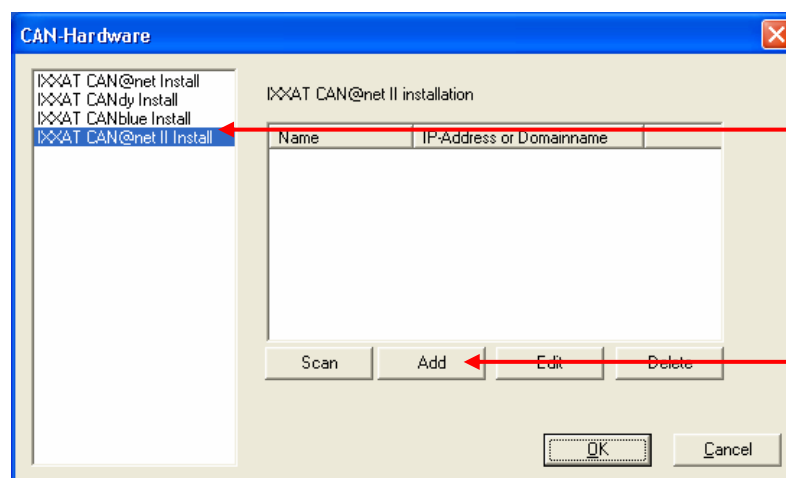 CAN-Hardware
IXXAT CAN@net Install
IXXAT CANdy Install
IXXAT CANblue Install
IXXAT CAN@net II Install
IXXAT CAN@net II installation
Name IP-Address or Domainname
Scan Add Edit Delete
OK Cancel